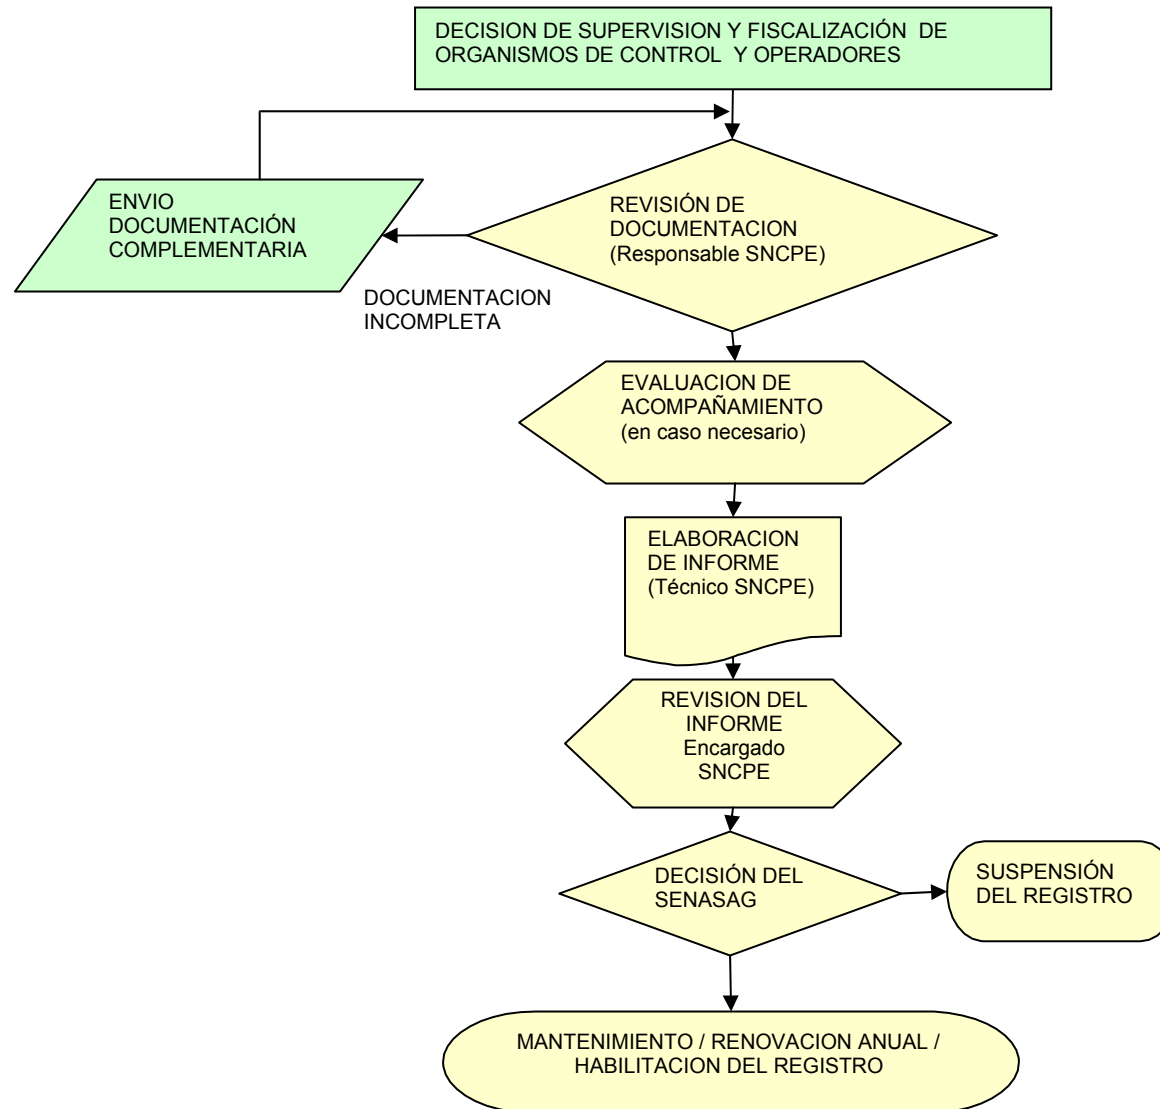 DECISION DE SUPERVISION Y FISCALIZACIÓN DE
ORGANISMOS DE CONTROL Y OPERADORES
ENVIO
DOCUMENTACIÓN
COMPLEMENTARIA
REVISIÓN DE
DOCUMENTACION
(Responsable SNCPE)
DOCUMENTACION
INCOMPLETA
EVALUACION DE
ACOMPAÑAMIENTO
(en caso necesario)
ELABORACION
DE INFORME
(Técnico SNCPE)
REVISION DEL
INFORME
Encargado
SNCPE
DECISIÓN DEL
SENASAG
SUSPENSIÓN
DEL REGISTRO
MANTENIMIENTO / RENOVACION ANUAL /
HABILITACION DEL REGISTRO